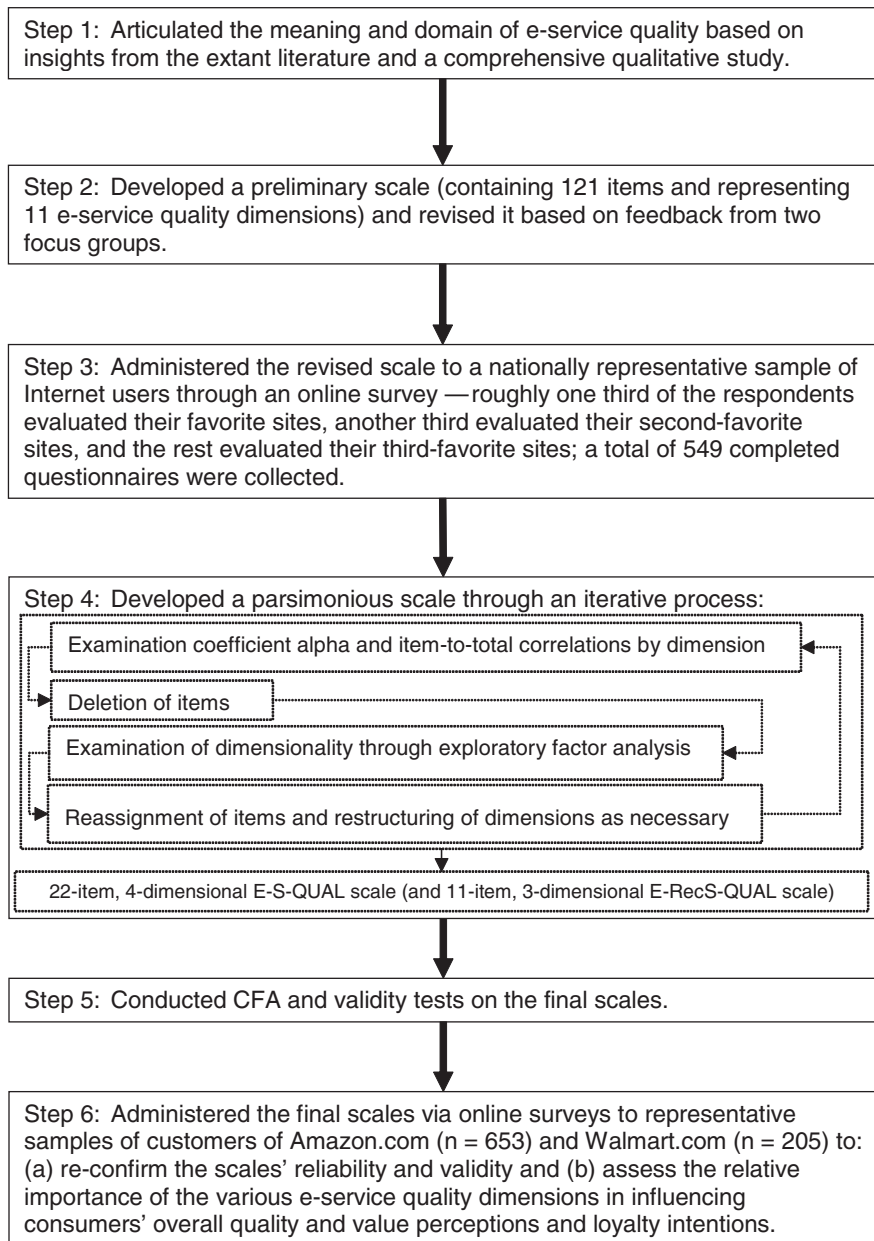 Step 1: Articulated the meaning and domain of e-service quality based on
insights from the extant literature and a comprehensive qualitative study.
Step 2: Developed a preliminary scale (containing 121 items and representing
11 e-service quality dimensions) and revised it based on feedback from two
focus groups.
Step 3: Administered the revised scale to a nationally representative sample of
Internet users through an online survey —roughly one third of the respondents
evaluated their favorite sites, another third evaluated their second-favorite
sites, and the rest evaluated their third-favorite sites; a total of 549 completed
questionnaires were collected.
Step 4: Developed a parsimonious scale through an iterative process:
Examination coefficient alpha and item-to-total correlations by dimension
Deletion of items
Examination of dimensionality through exploratory factor analysis
Reassignment of items and restructuring of dimensions as necessary
22-item, 4-dimensional E-S-QUAL scale (and 11-item, 3-dimensional E-RecS-QUAL scale)
Step 5: Conducted CFA and validity tests on the final scales.
Step 6: Administered the final scales via online surveys to representative
samples of customers of Amazon.com (n = 653) and Walmart.com (n = 205) to:
(a) re-confirm the scales’ reliability and validity and (b) assess the relative
importance of the various e-service quality dimensions in influencing
consumers’ overall quality and value perceptions and loyalty intentions.